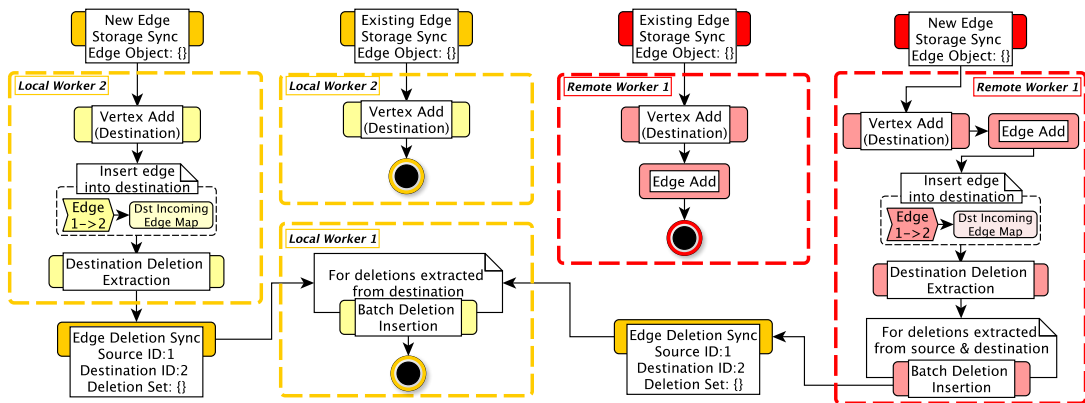 New Edge
Storage Sync
Edge Object: {}
Local Worker 2
Vertex Add
(Destination)
Insert edge
into destination
Edge
1->2
Dst Incoming
Edge Map
Destination Deletion
Extraction
Edge Deletion Sync
Source ID:1
Destination ID:2
Deletion Set: {}
Existing Edge
Storage Sync
Edge Object: {}
Local Worker 2
Vertex Add
(Destination)
Local Worker 1
For deletions extracted
from destination
Batch Deletion
Insertion
Existing Edge
Storage Sync
Edge Object: {}
Remote Worker 1
Vertex Add
(Destination)
Edge Add
Edge Deletion Sync
Source ID:1
Destination ID:2
Deletion Set: {}
New Edge
Storage Sync
Edge Object: {}
Remote Worker 1
Vertex Add
(Destination)
Edge Add
Insert edge
into destination
Edge
1->2
Dst Incoming
Edge Map
Destination Deletion
Extraction
For deletions extracted
from source & destination
Batch Deletion
Insertion